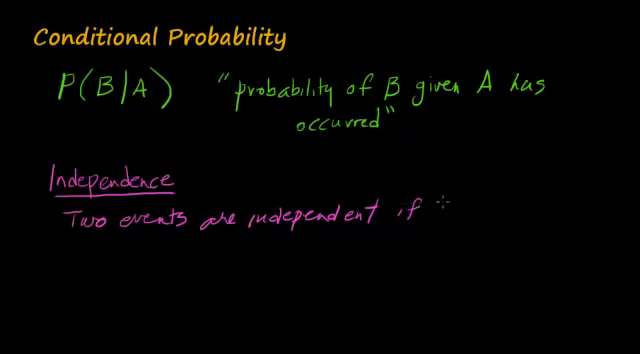 Conditional Probability
P(B|A) "probability of B given A has
occurred"
Independence
Two events are independent if